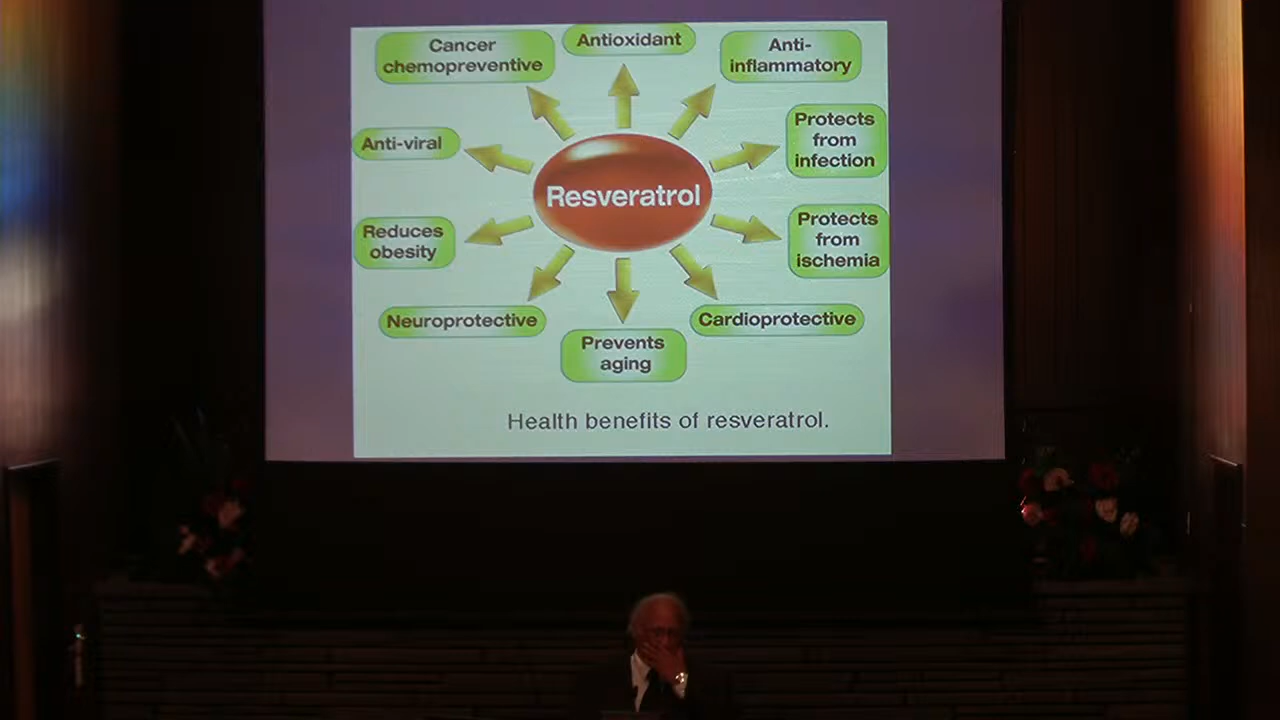 Cancer
chemopreventive
Antioxidant
Anti-
inflammatory
Anti-viral
Protects
from
infection
Resveratrol
Reduces
obesity
Protects
from
ischemia
Neuroprotective
Prevents
aging
Cardioprotective
Health benefits of resveratrol.